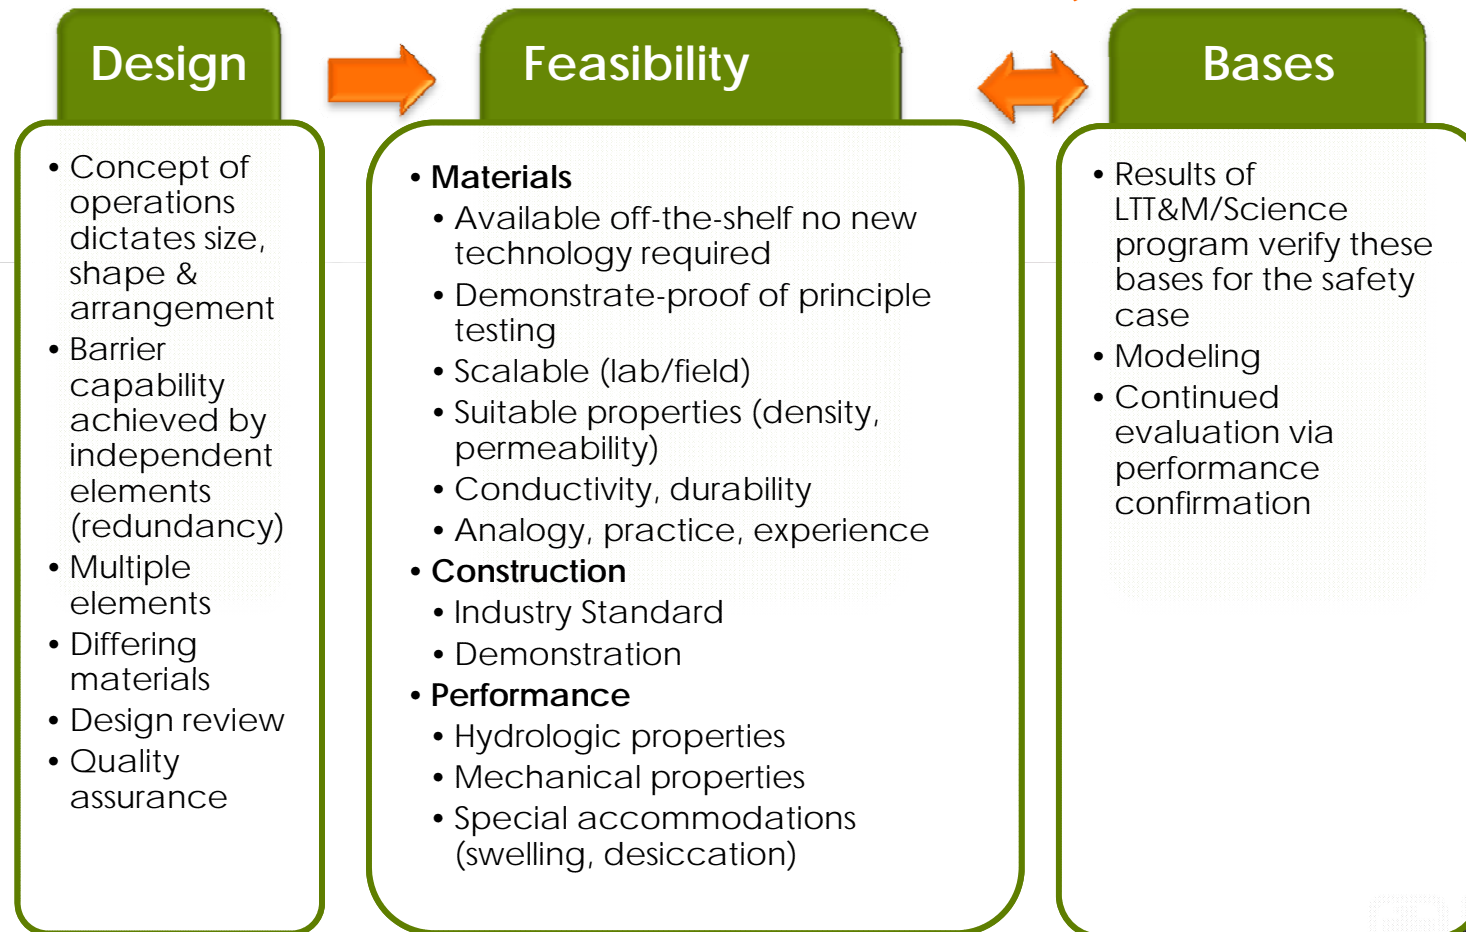 Design
• Concept of
operations
dictates size,
shape &
arrangement
• Barrier
capability
achieved by
independent
elements
(redundancy)
• Multiple
elements
• Differing
materials
• Design review
• Quality
assurance
Feasibility
• Materials
• Available off-the-shelf no new
technology required
• Demonstrate-proof of principle
testing
• Scalable (lab/field)
• Suitable properties (density,
permeability)
• Conductivity, durability
• Analogy, practice, experience
• Construction
• Industry Standard
• Demonstration
• Performance
• Hydrologic properties
• Mechanical properties
• Special accommodations
(swelling, desiccation)
Bases
• Results of
LTT&M/Science
program verify these
bases for the safety
case
• Modeling
• Continued
evaluation via
performance
confirmation